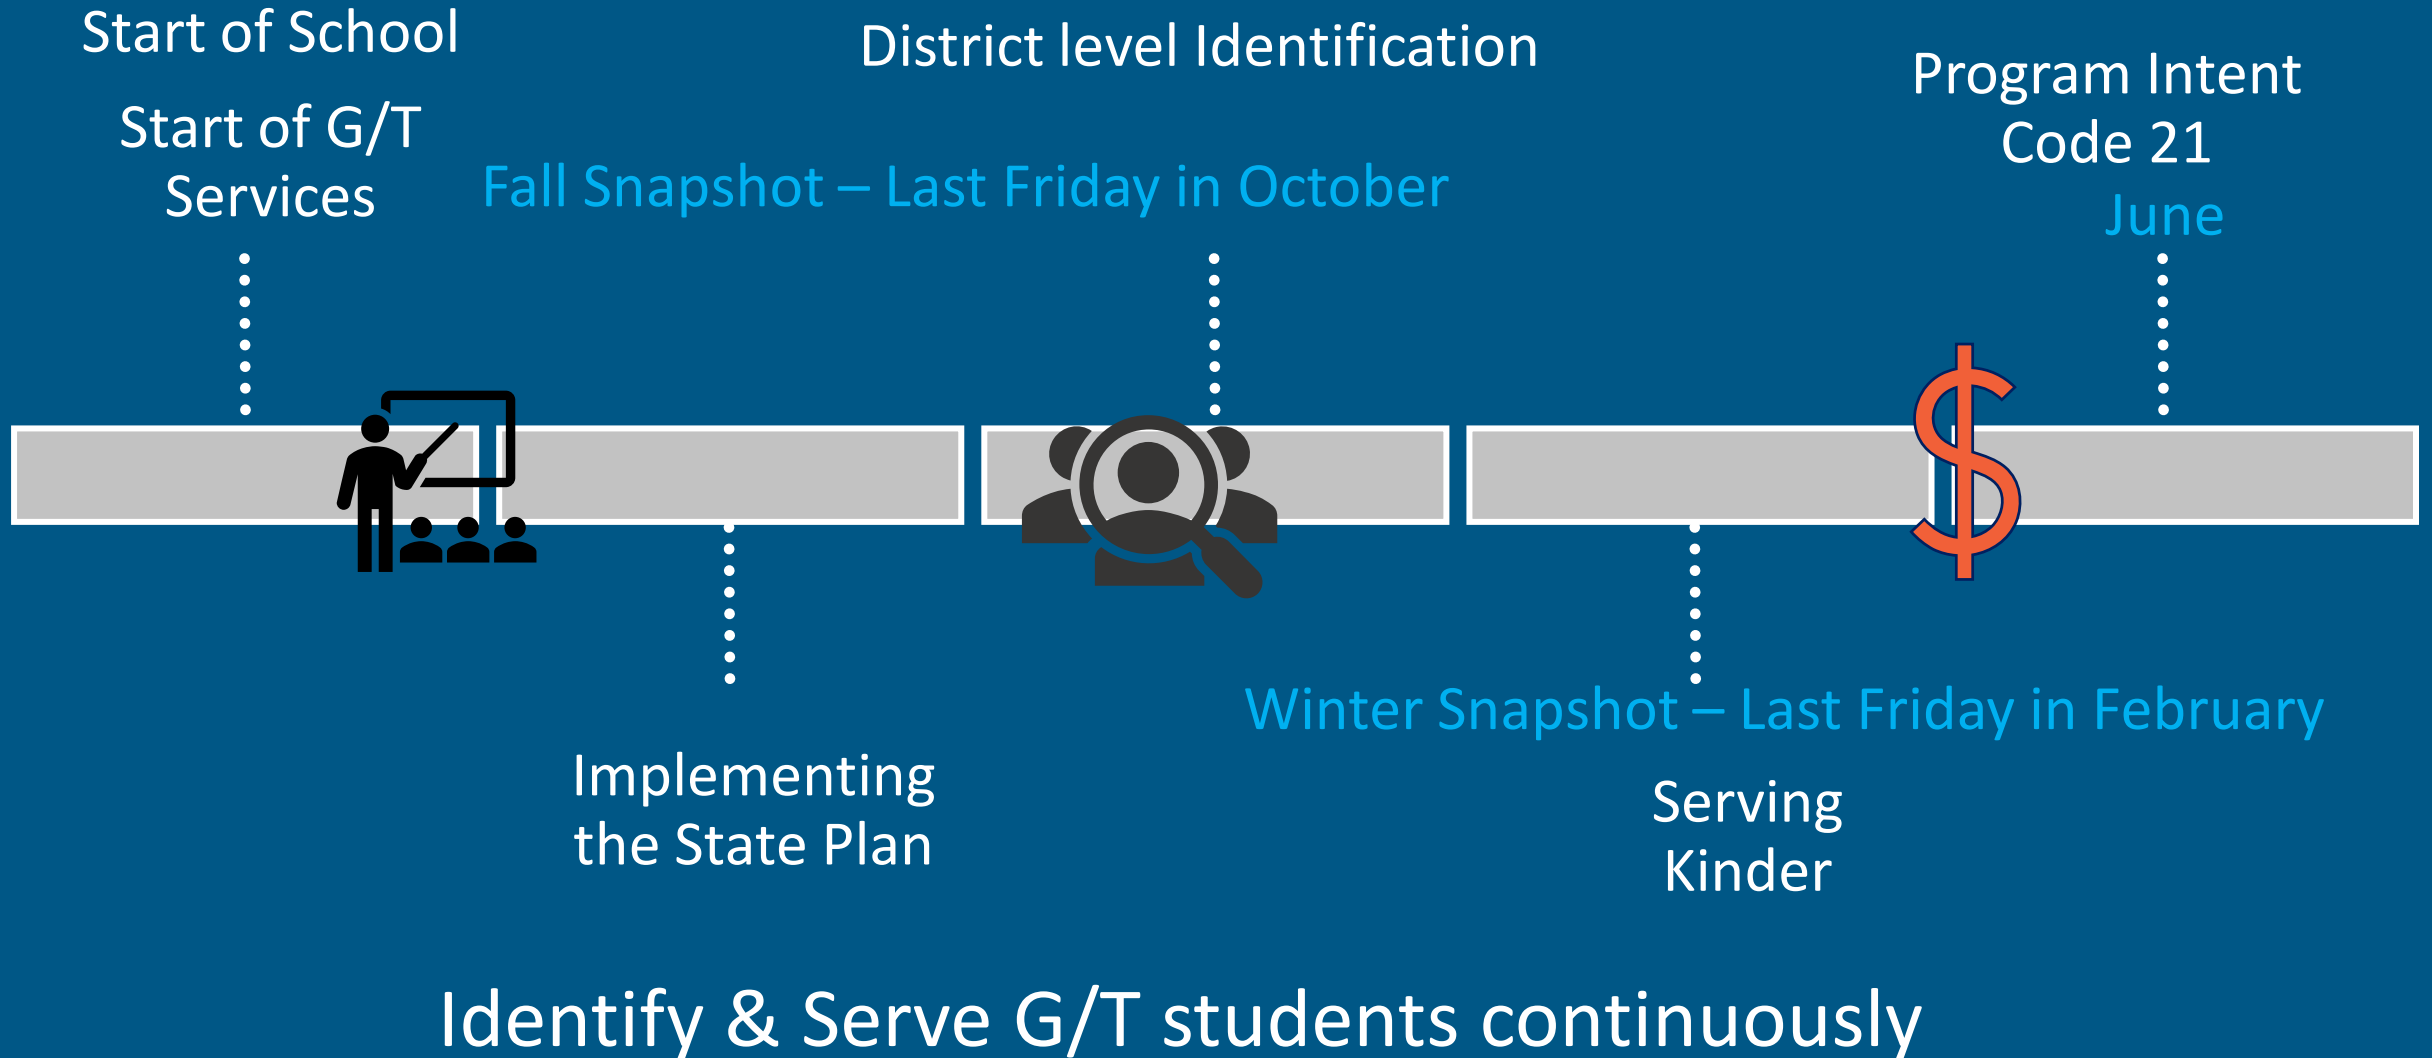 Start of School
Start of G/T
Services
Fall Snapshot – Last Friday in October
District level Identification
Program Intent
Code 21
June
Implementing
the State Plan
Winter Snapshot – Last Friday in February
Serving
Kinder
$
Identify & Serve G/T students continuously